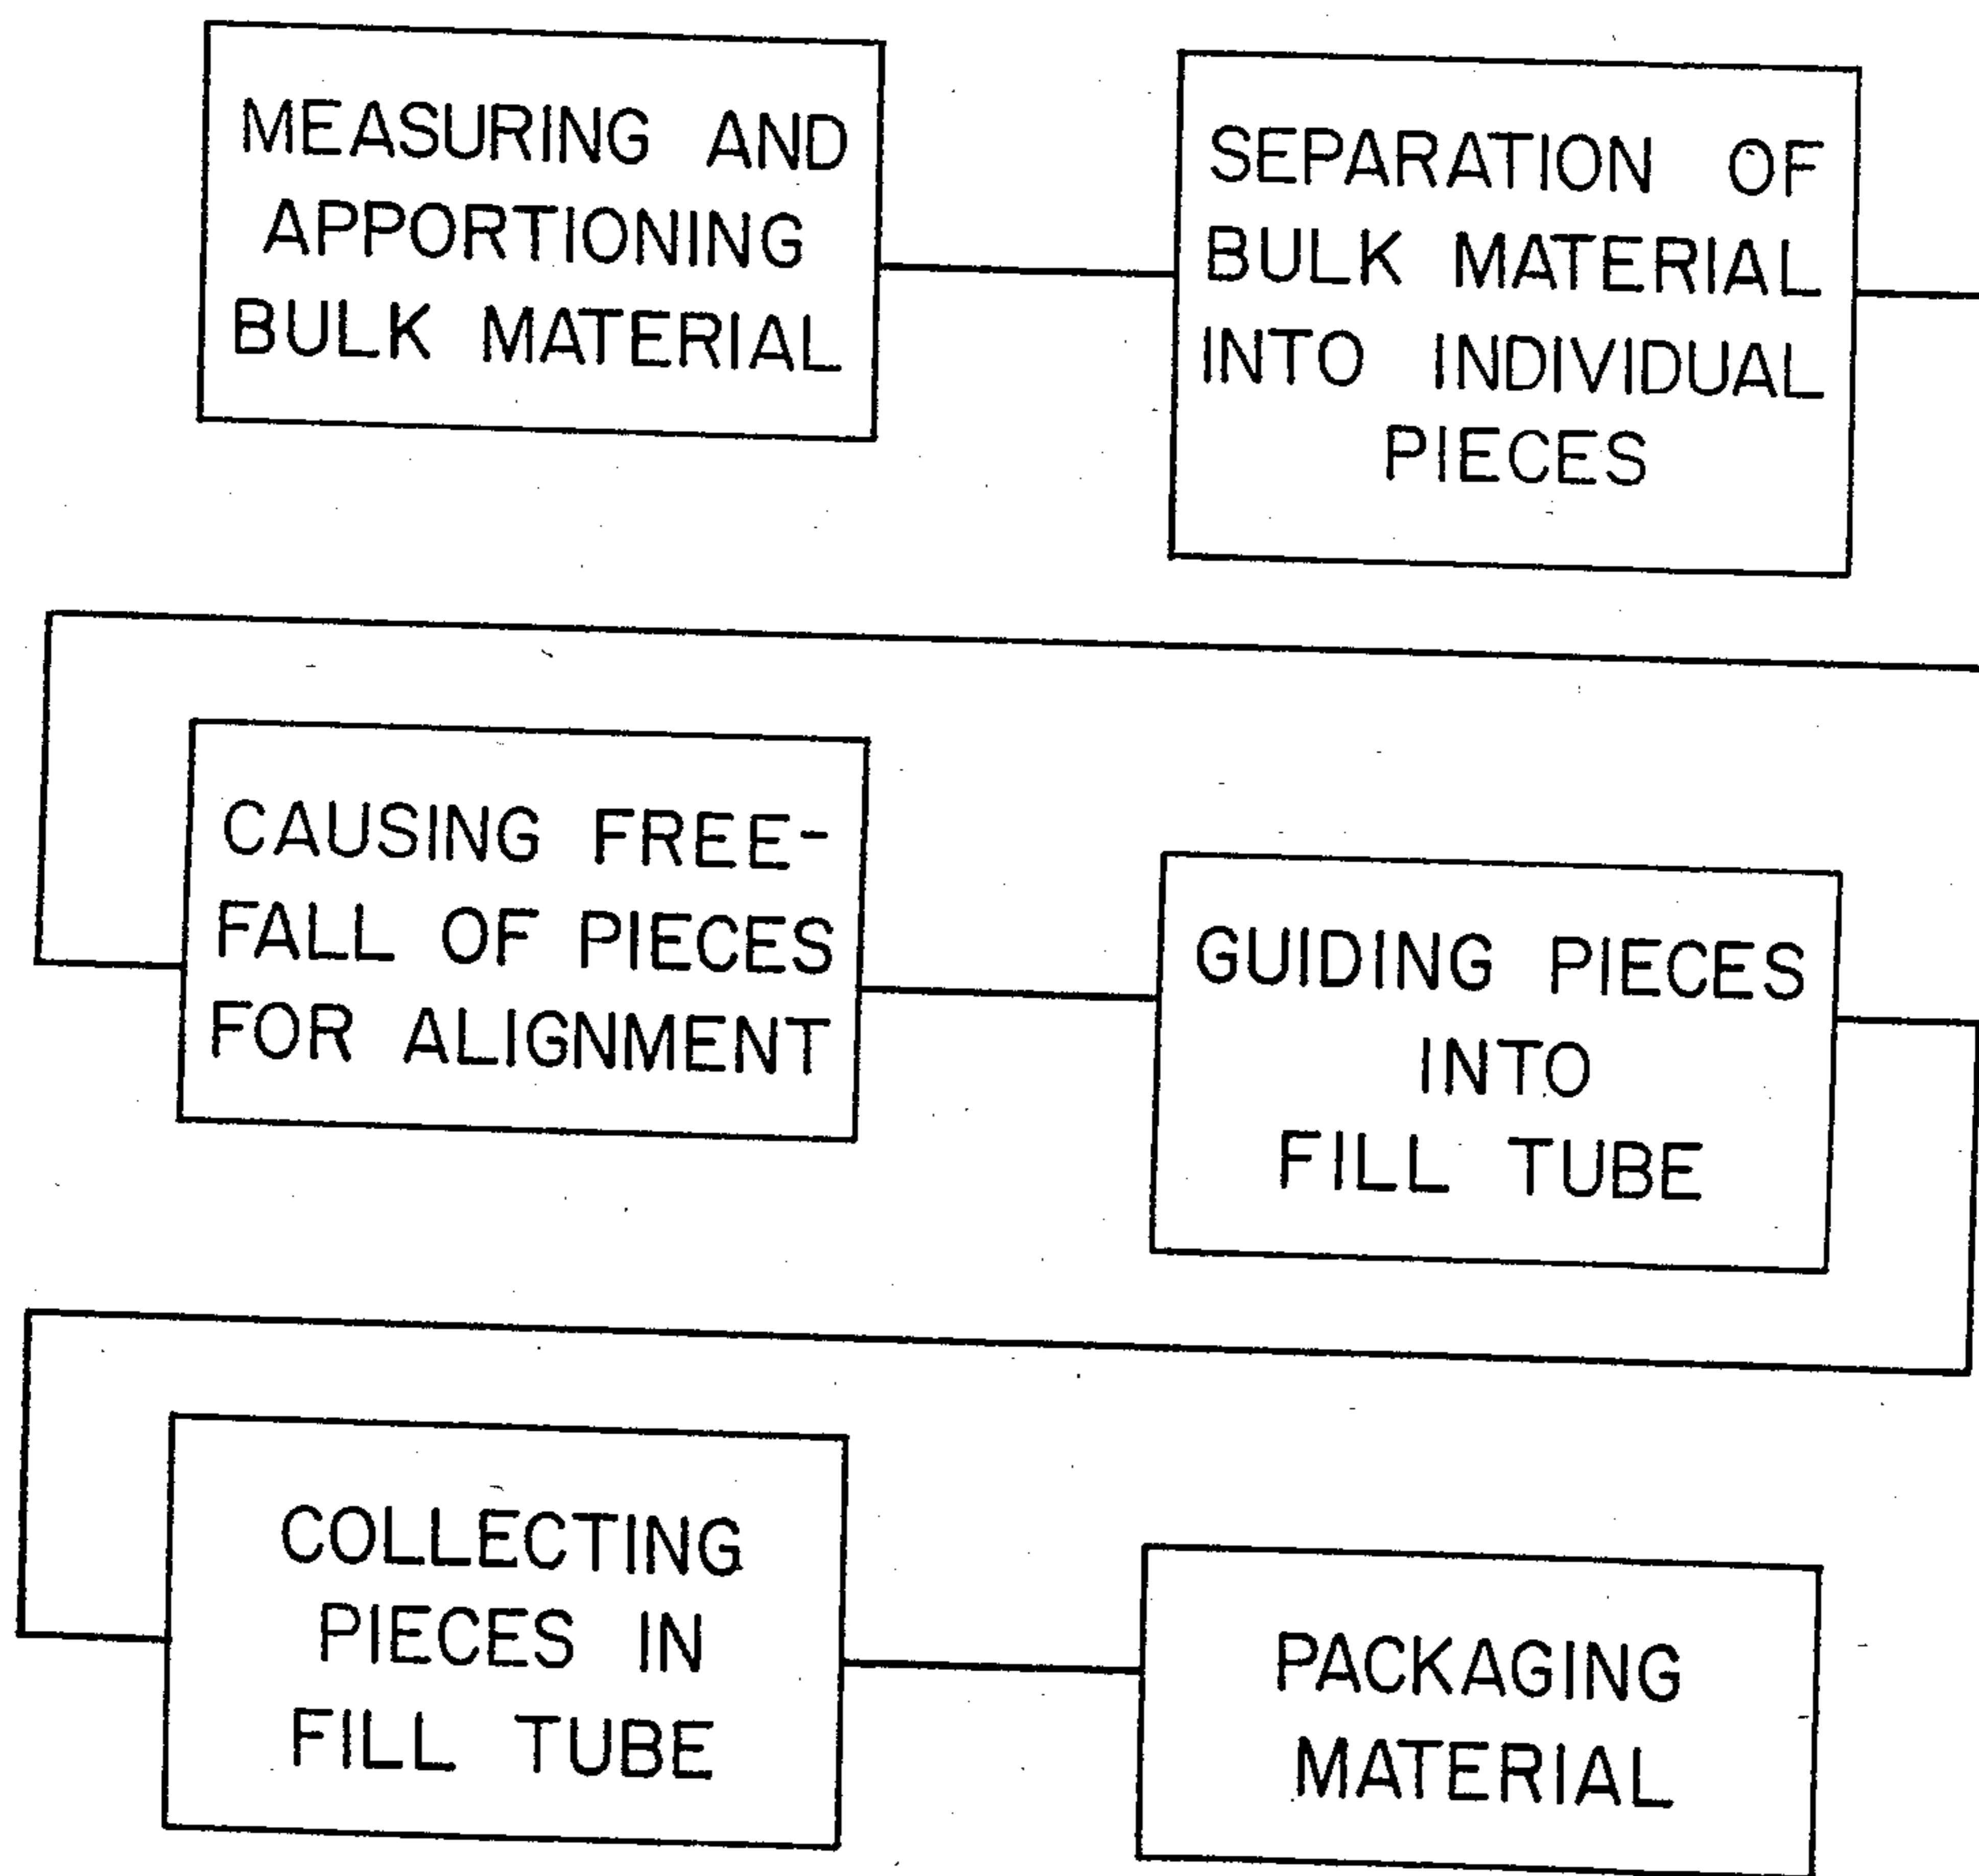 MEASURING AND
APPORTIONING
BULK MATERIAL
SEPARATION OF
BULK MATERIAL
INTO INDIVIDUAL
PIECES
CAUSING FREE-
FALL OF PIECES
FOR ALIGNMENT
GUIDING PIECES
INTO
FILL TUBE
COLLECTING
PIECES IN
FILL TUBE
PACKAGING
MATERIAL